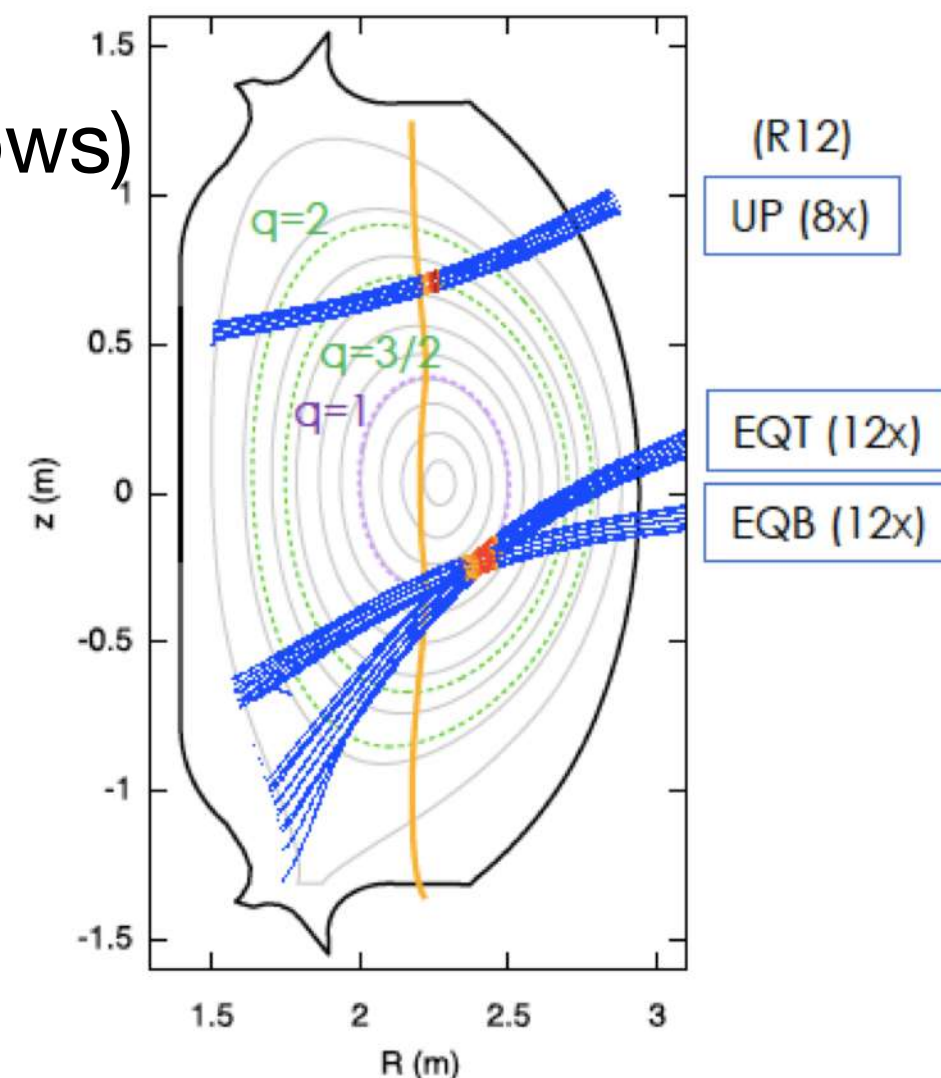 ows)
(R12)
UP (8x)
EQT (12x)
EQB (12x)
q=2
q=3/2
q=1
1.5
1
0.5
0
-0.5
-1
-1.5
z (m)
1.5
2
2.5
3
R (m)